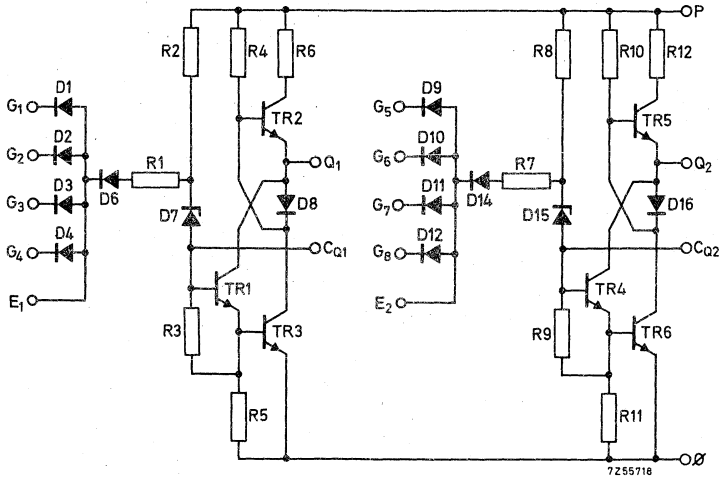 P
R2 R4 R6 R8 R10 R12
D1 D9
G1 TR2 G5 TR5
D2 D10
G2 R1 Q1 G6 R7 Q2
D3 D6 D7 D8 D11 D14 D15 D16
G3 G7
D4 D12
G4 CQ1 G8 CQ2
E1 TR1 E2 TR4
R3 TR3 R9 TR6
R5 R11
Ø
7Z55718